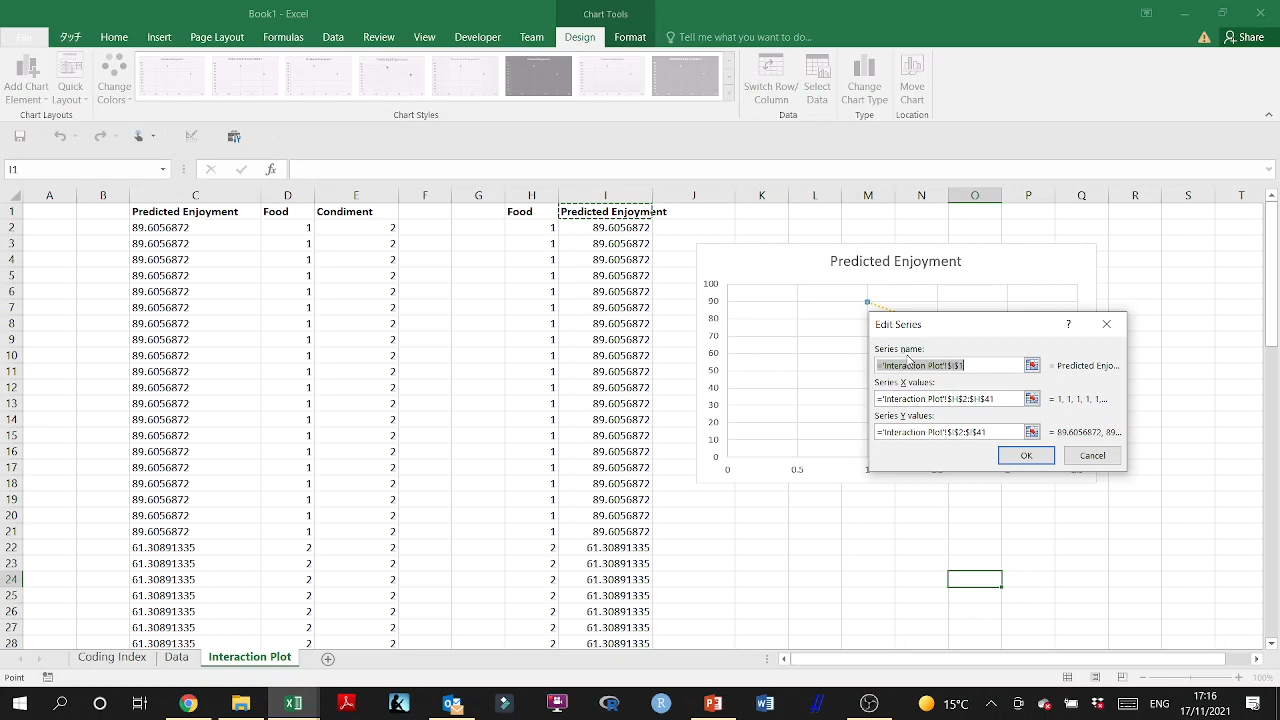 Book1 - Excel
Chart Tools
File タッチ Home Insert Page Layout Formulas Data Review View Developer Team Design Format Tell me what you want to do... Share
Add Chart Element
Quick Layout
Change Colors
Switch Row/Column
Select Data
Change Chart Type
Move Chart
Chart Layouts
Chart Styles
Data
Type
Location
I1
fx
A B C D E F G H I J K L M N O P Q R S T
1 Predicted Enjoyment Food Condiment Food Predicted Enjoyment
2 89.6056872 1 2 1 89.6056872
3 89.6056872 1 2 1 89.6056872
4 89.6056872 1 2 1 89.6056872
5 89.6056872 1 2 1 89.6056872
6 89.6056872 1 2 1 89.6056872
7 89.6056872 1 2 1 89.6056872
8 89.6056872 1 2 1 89.6056872
9 89.6056872 1 2 1 89.6056872
10 89.6056872 1 2 1 89.6056872
11 89.6056872 1 2 1 89.6056872
12 89.6056872 1 2 1 89.6056872
13 89.6056872 1 2 1 89.6056872
14 89.6056872 1 2 1 89.6056872
15 89.6056872 1 2 1 89.6056872
16 89.6056872 1 2 1 89.6056872
17 89.6056872 1 2 1 89.6056872
18 89.6056872 1 2 1 89.6056872
19 89.6056872 1 2 1 89.6056872
20 89.6056872 1 2 1 89.6056872
21 89.6056872 1 2 1 89.6056872
22 61.30891335 2 2 2 61.30891335
23 61.30891335 2 2 2 61.30891335
24 61.30891335 2 2 2 61.30891335
25 61.30891335 2 2 2 61.30891335
26 61.30891335 2 2 2 61.30891335
27 61.30891335 2 2 2 61.30891335
28 61.30891335 2 2 2 61.30891335
Predicted Enjoyment
100
90
80
70
60
50
40
30
20
10
0
0 0.5
Edit Series
?
Series name:
='Interaction Plot'!$I$1 = Predicted Enjo...
Series X values:
='Interaction Plot'!$H$2:$H$41 = 1, 1, 1, 1, 1,...
Series Y values:
='Interaction Plot'!$I$2:$I$41 = 89.6056872, 89...
OK Cancel
Coding Index Data Interaction Plot
Point
100%
15°C
17:16
17/11/2021